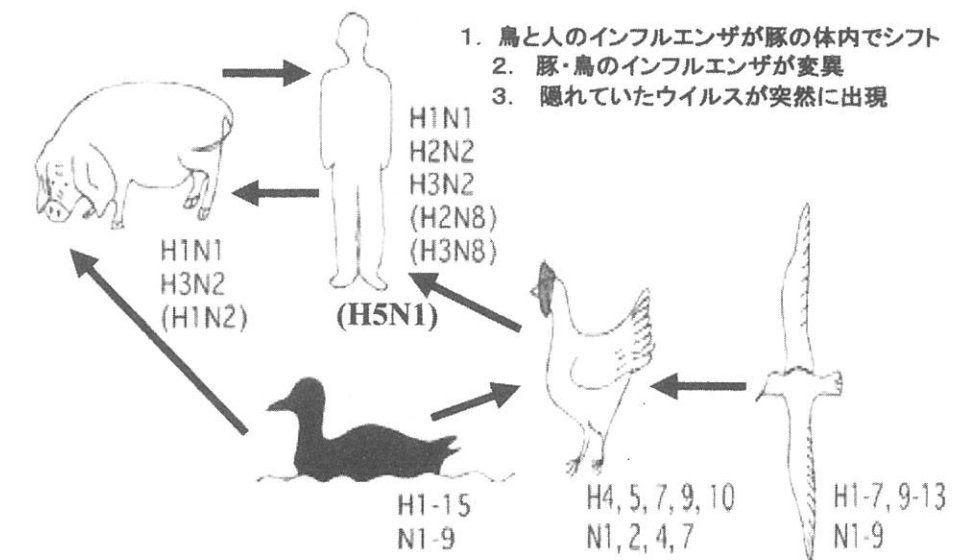 1. 鳥と人のインフルエンザが豚の体内でシフト
2. 豚・鳥のインフルエンザが変異
3. 隠れていたウイルスが突然に出現
H1N1
H2N2
H3N2
(H2N8)
(H3N8)
(H5N1)
H1N1
H3N2
(H1N2)
H1-15
N1-9
H4, 5, 7, 9, 10
N1, 2, 4, 7
H1-7, 9-13
N1-9